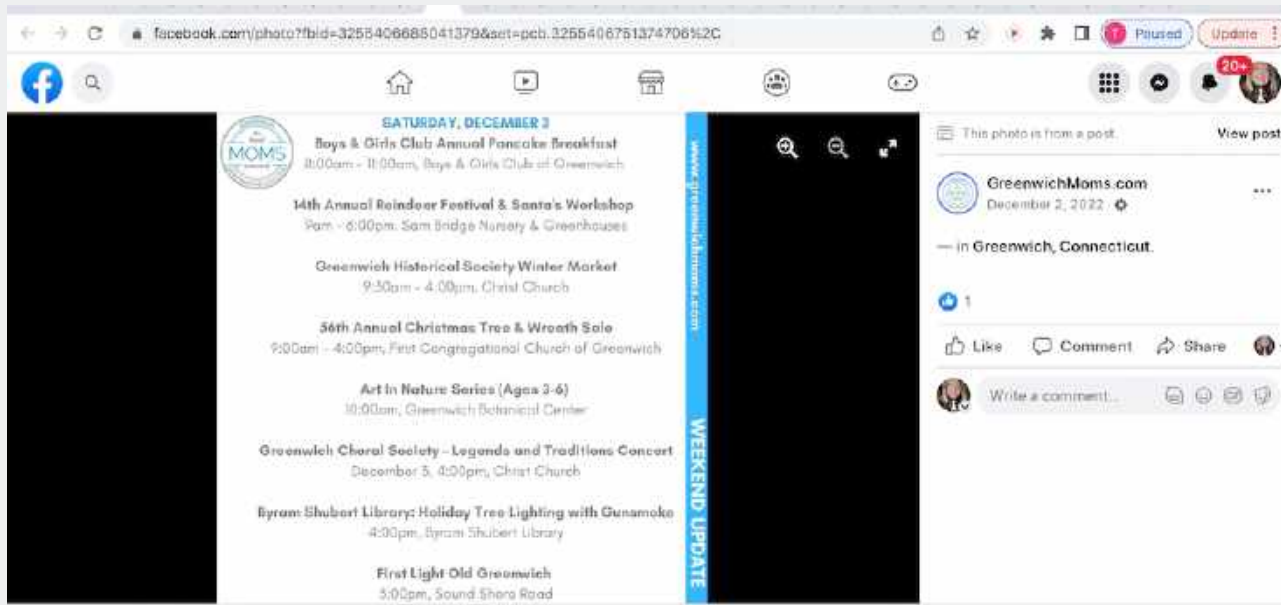 facebook.com/photo?fbid=3255406688041379&set=pcb.3255406751374706%2C
Paused
Update
20+
MOMS
SATURDAY, DECEMBER 3
Boys & Girls Club Annual Pancake Breakfast
11:00am, Boys & Girls Club of Greenwich
14th Annual Reindeer Festival & Santa's Workshop
9am - 6:00pm, Sam Bridge Nursery & Greenhouses
Greenwich Historical Society Winter Market
9:30am - 4:00pm, Christ Church
56th Annual Christmas Tree & Wreath Sale
9:00am - 4:00pm, First Congregational Church of Greenwich
Art in Nature Series (Ages 3-6)
10:00am, Greenwich Botanical Center
Greenwich Choral Society - Legends and Traditions Concert
December 3, 4:00pm, Christ Church
Byram Shubert Library: Holiday Tree Lighting with Gunsmoke
4:00pm, Byram Shubert Library
First Light Old Greenwich
5:00pm, Sound Shore Road
www.greenwichmoms.com
WEEKEND UPDATE
This photo is from a post.
View post
GreenwichMoms.com
December 2, 2022
— in Greenwich, Connecticut.
1
Like
Comment
Share
Write a comment...